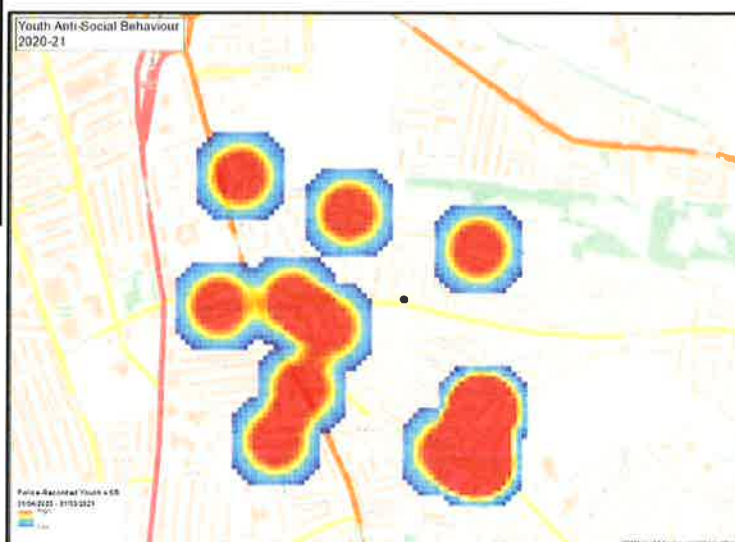 Youth Anti-Social Behaviour
2020-21
Police Recorded Youth ASB
01/04/2020 - 31/03/2021
High
Low